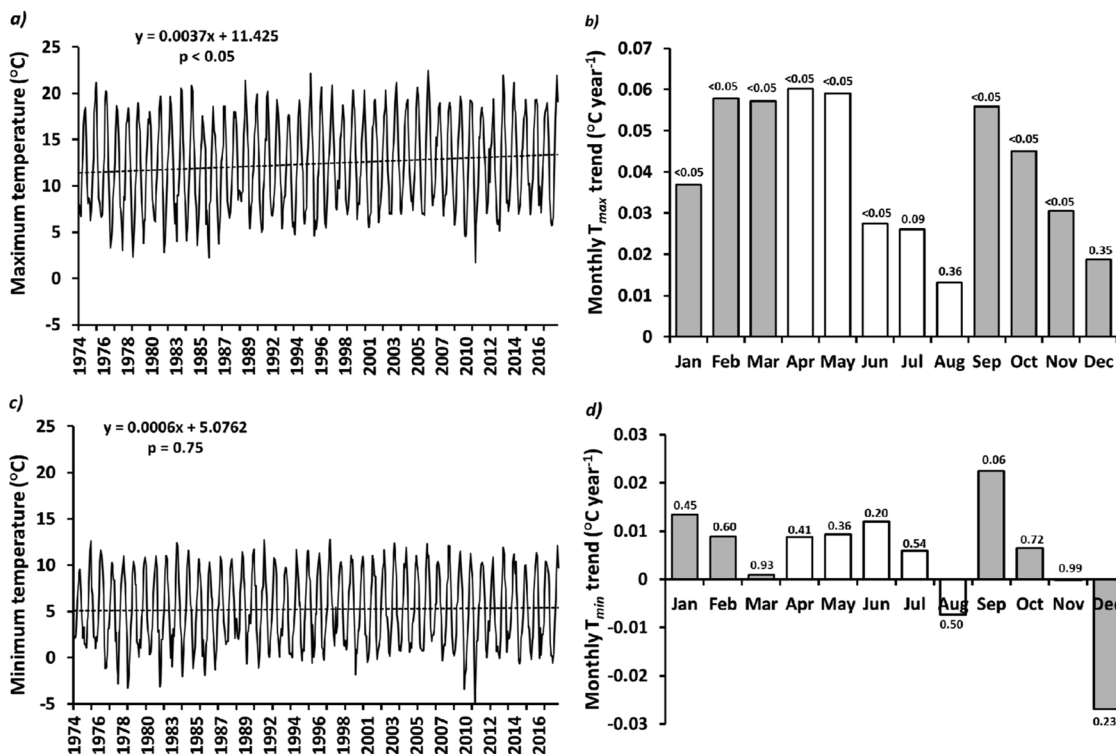 a)
y = 0.0037x + 11.425
p < 0.05
Maximum temperature (°C)
25
20
15
10
5
0
-5
1974 1976 1978 1980 1983 1985 1987 1989 1991 1992 1994 1996 1998 2001 2003 2005 2007 2010 2012 2014 2016
b)
Monthly Tmax trend (°C year-1)
0.07
0.06
0.05
0.04
0.03
0.02
0.01
0
<0.05 <0.05 <0.05 <0.05 <0.05 <0.05 0.09 0.36 <0.05 <0.05 <0.05 0.35
Jan Feb Mar Apr May Jun Jul Aug Sep Oct Nov Dec
c)
y = 0.0006x + 5.0762
p = 0.75
Minimum temperature (°C)
25
20
15
10
5
0
-5
1974 1976 1978 1980 1983 1985 1987 1989 1991 1992 1994 1996 1998 2001 2003 2005 2007 2010 2012 2014 2016
d)
Monthly Tmin trend (°C year-1)
0.03
0.02
0.01
0
-0.01
-0.02
-0.03
0.45 0.60 0.93 0.41 0.36 0.20 0.54 0.50 0.06 0.72 0.99 0.23
Jan Feb Mar Apr May Jun Jul Aug Sep Oct Nov Dec